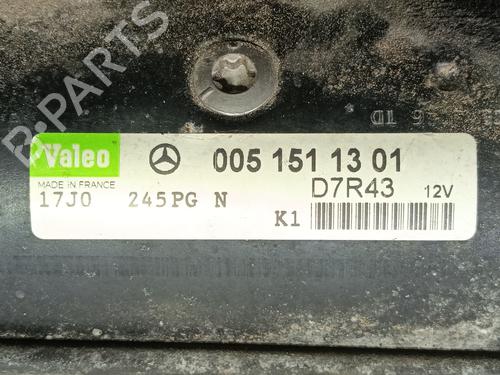 Valeo 005 151 13 01
MADE IN FRANCE D7R43 12V
17J0 245PG N
K1
B-PARTS